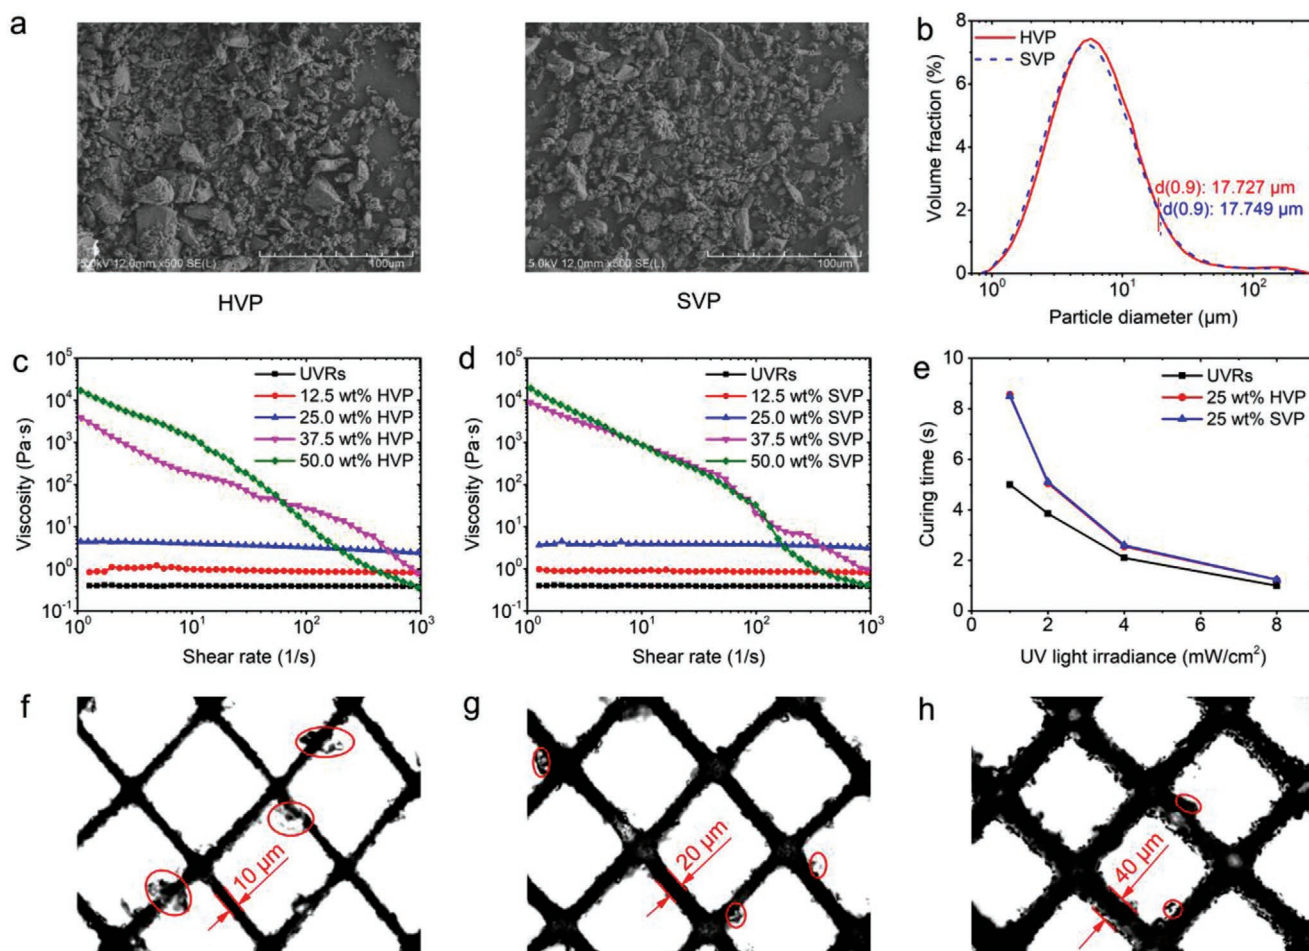 a
5.0kV 12.0mm x500 SE(L)
100um
HVP
5.0kV 12.0mm x500 SE(L)
100um
SVP
b
8
6
4
2
0
Volume fraction (%)
HVP
SVP
d(0.9): 17.727 µm
d(0.9): 17.749 µm
10⁰
10¹
10²
Particle diameter (µm)
c
10⁵
10⁴
10³
10²
10¹
10⁰
10⁻¹
Viscosity (Pa·s)
UVRs
12.5 wt% HVP
25.0 wt% HVP
37.5 wt% HVP
50.0 wt% HVP
10⁰
10¹
10²
10³
Shear rate (1/s)
d
10⁵
10⁴
10³
10²
10¹
10⁰
10⁻¹
Viscosity (Pa·s)
UVRs
12.5 wt% SVP
25.0 wt% SVP
37.5 wt% SVP
50.0 wt% SVP
10⁰
10¹
10²
10³
Shear rate (1/s)
e
10
8
6
4
2
0
Curing time (s)
UVRs
25 wt% HVP
25 wt% SVP
0
2
4
6
8
UV light irradiance (mW/cm²)
f
10 µm
g
20 µm
h
40 µm